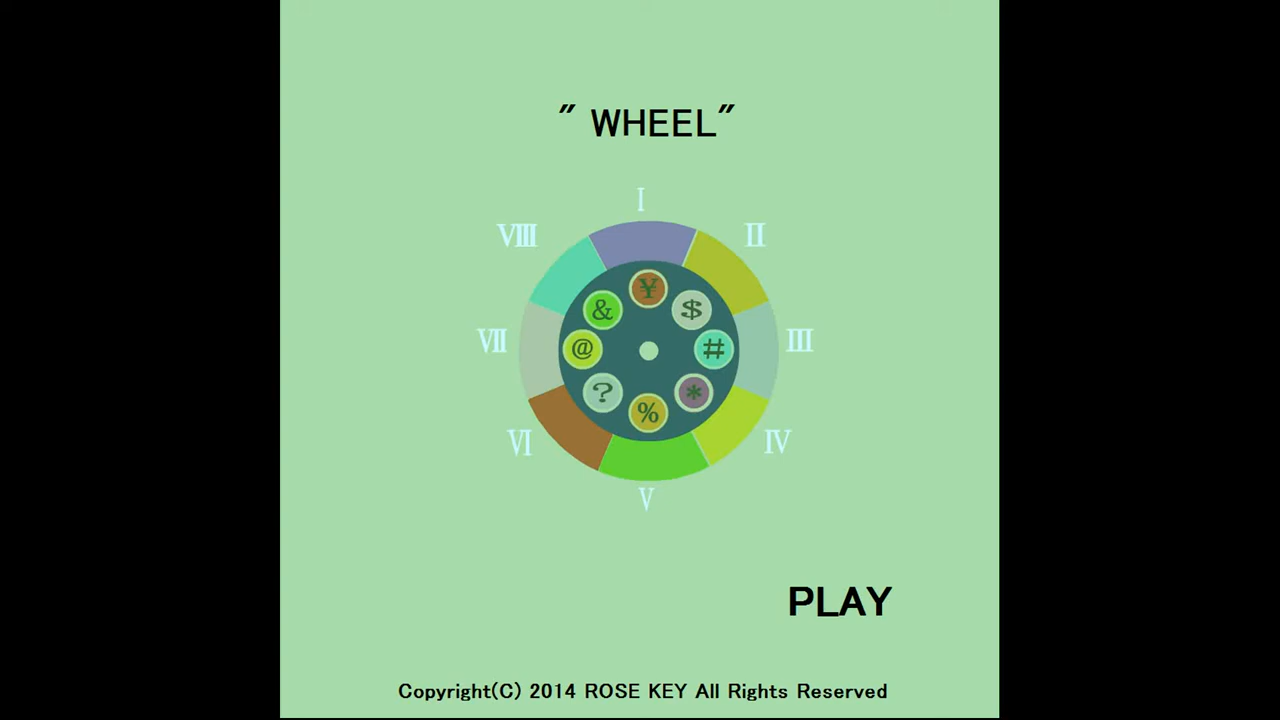 " WHEEL"
Ⅰ
Ⅷ Ⅱ
¥
& $
Ⅶ @ # Ⅲ
? *
%
Ⅵ Ⅳ
Ⅴ
PLAY
Copyright(C) 2014 ROSE KEY All Rights Reserved